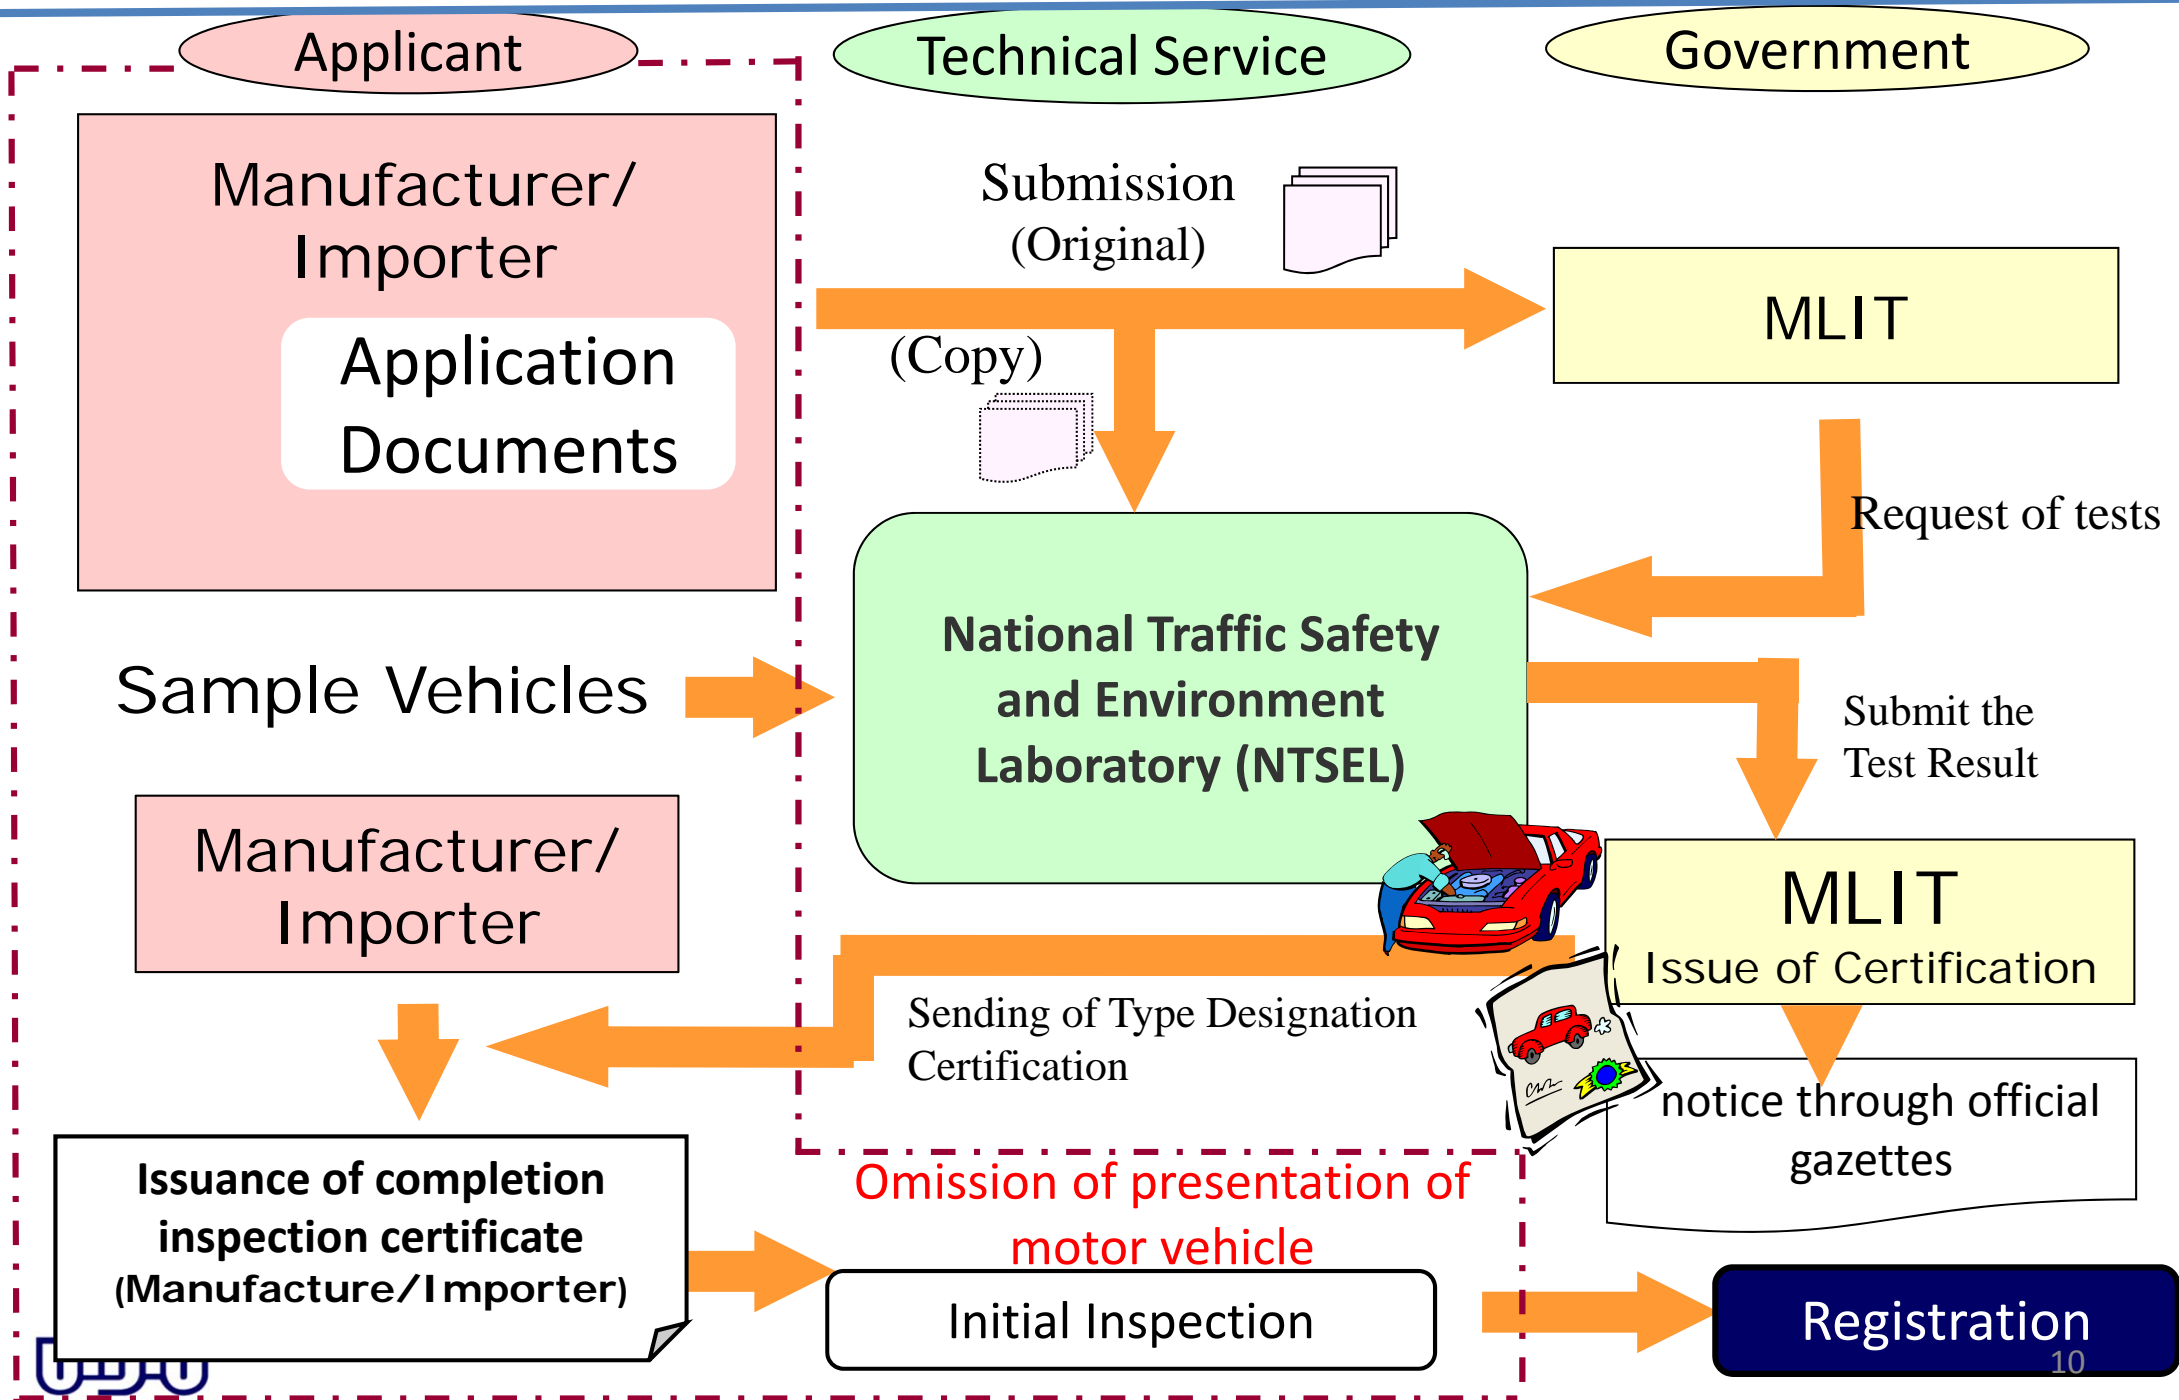 Applicant
Technical Service
Government
Manufacturer/
Importer
Application
Documents
Submission
(Original)
(Copy)
MLIT
Request of tests
National Traffic Safety
and Environment
Laboratory (NTSEL)
Sample Vehicles
Submit the
Test Result
Manufacturer/
Importer
MLIT
Issue of Certification
Sending of Type Designation
Certification
notice through official
gazettes
Issuance of completion
inspection certificate
(Manufacture/Importer)
Omission of presentation of
motor vehicle
Initial Inspection
Registration
10